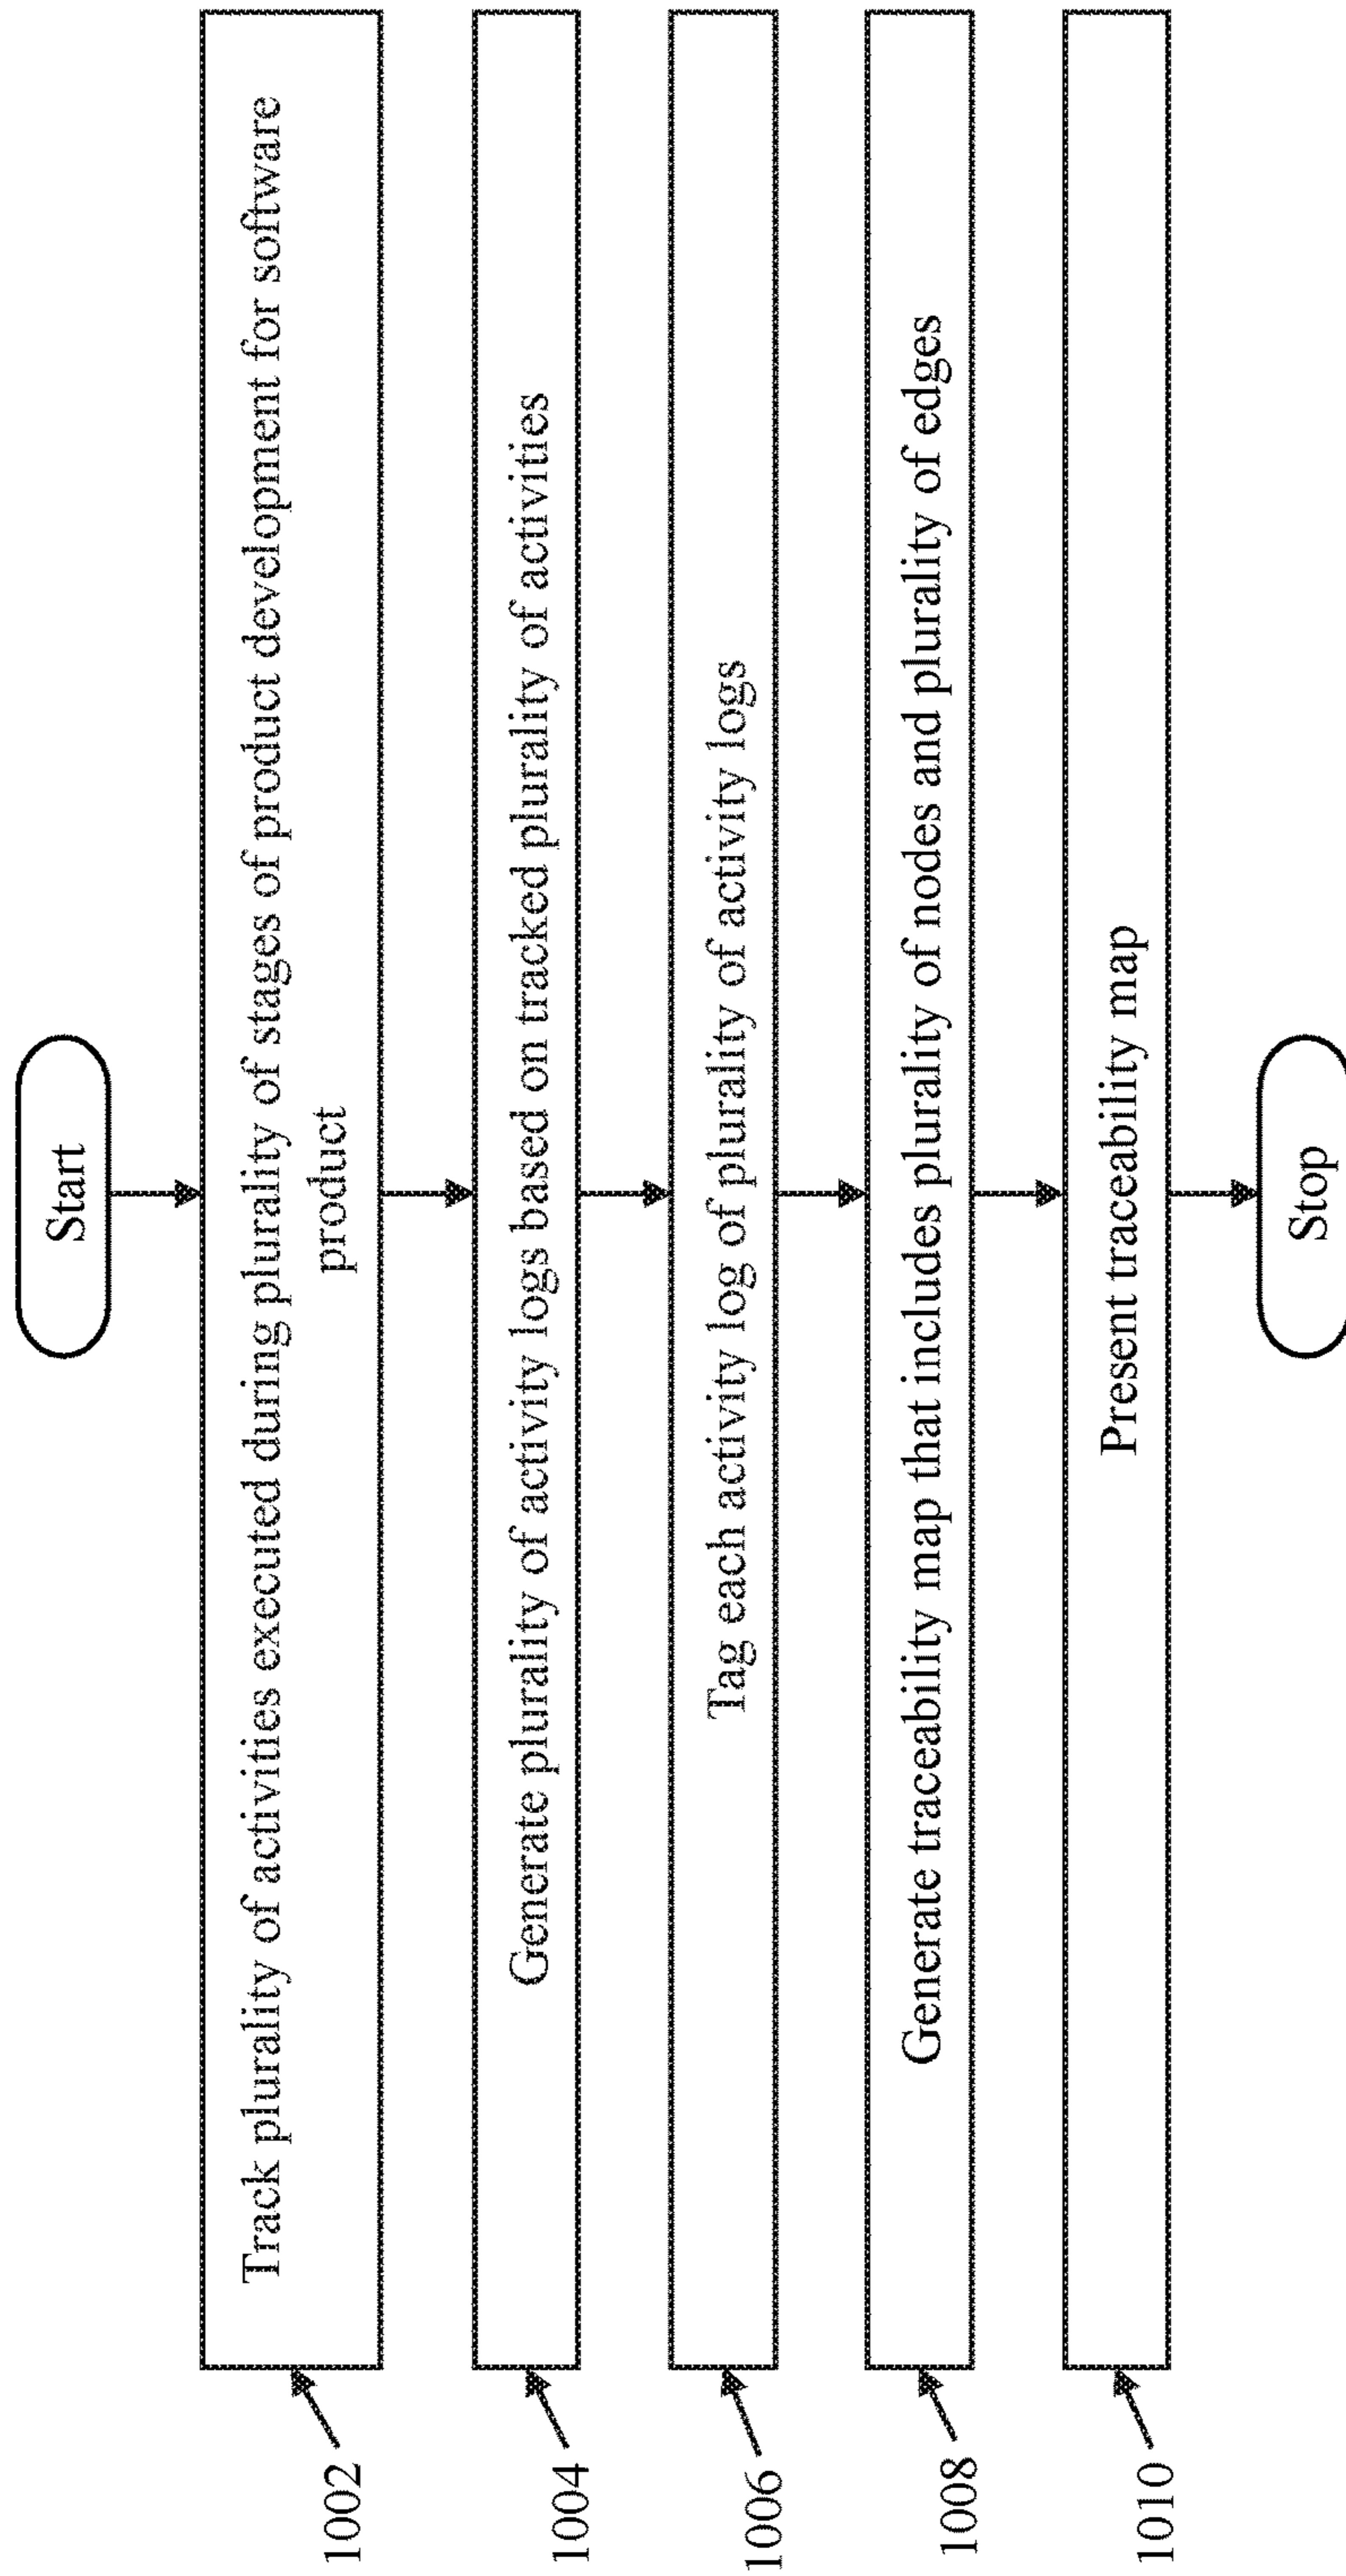 Start
Track plurality of activities executed during plurality of stages of product development for software
product
1002
Generate plurality of activity logs based on tracked plurality of activities
1004
Tag each activity log of plurality of activity logs
1006
Generate traceability map that includes plurality of nodes and plurality of edges
1008
Present traceability map
1010
Stop